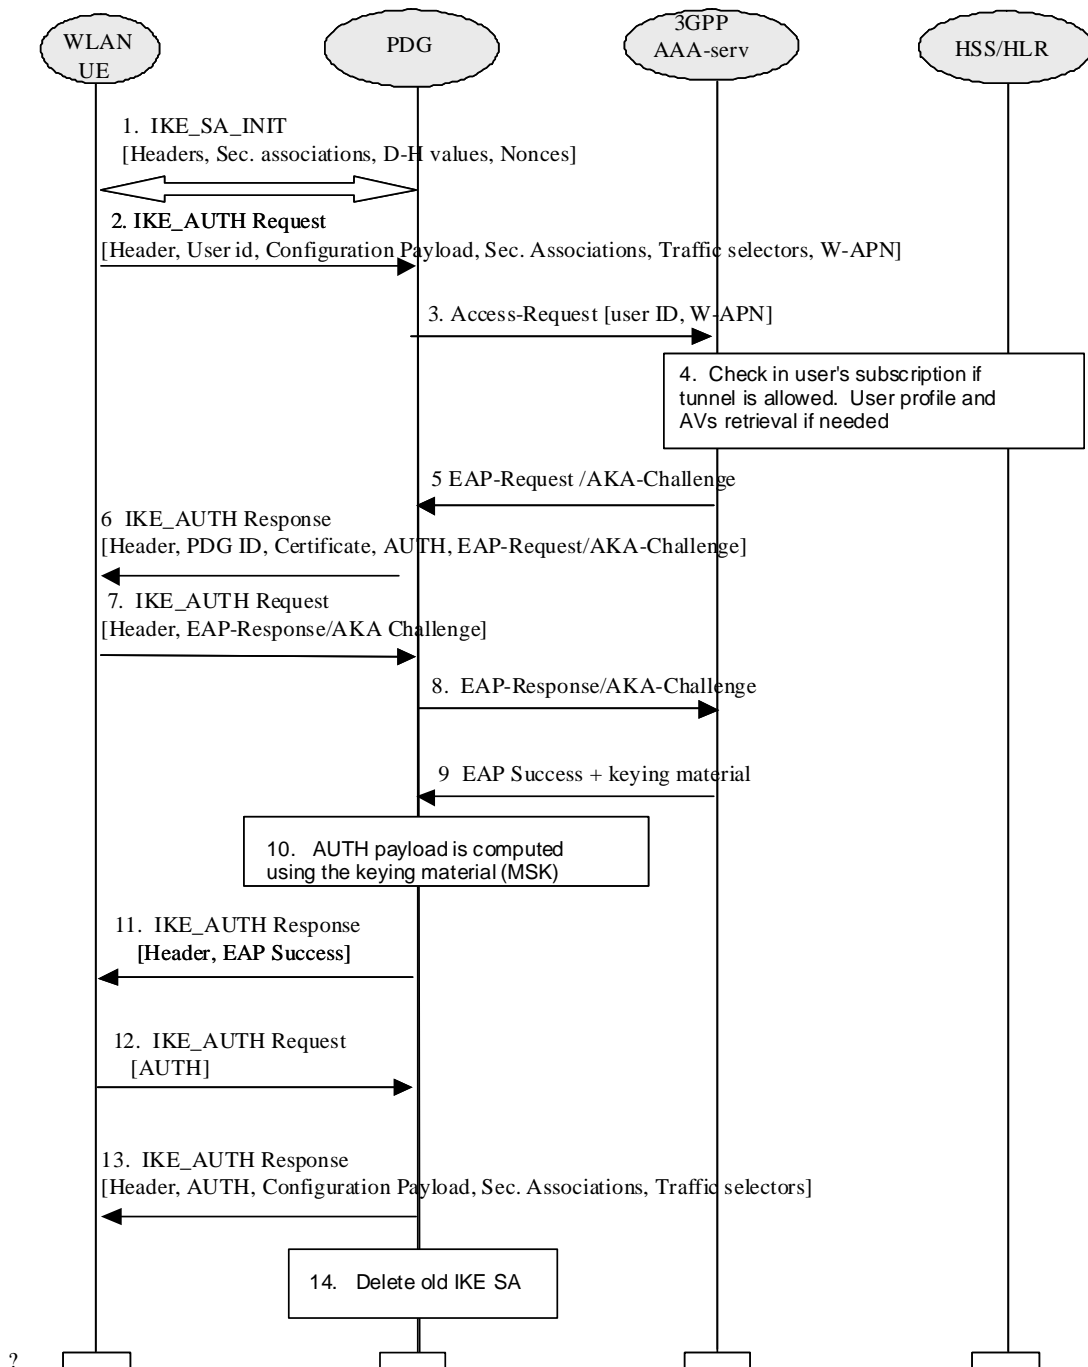 WLAN
UE
PDG
3GPP
AAA-serv
HSS/HLR
1. IKE_SA_INIT
[Headers, Sec. associations, D-H values, Nonces]
2. IKE_AUTH Request
[Header, User id, Configuration Payload, Sec. Associations, Traffic selectors, W-APN]
3. Access-Request [user ID, W-APN]
4. Check in user's subscription if
tunnel is allowed. User profile and
AVs retrieval if needed
5 EAP-Request /AKA-Challenge
6 IKE_AUTH Response
[Header, PDG ID, Certificate, AUTH, EAP-Request/AKA-Challenge]
7. IKE_AUTH Request
[Header, EAP-Response/AKA Challenge]
8. EAP-Response/AKA-Challenge
9 EAP Success + keying material
10. AUTH payload is computed
using the keying material (MSK)
11. IKE_AUTH Response
[Header, EAP Success]
12. IKE_AUTH Request
[AUTH]
13. IKE_AUTH Response
[Header, AUTH, Configuration Payload, Sec. Associations, Traffic selectors]
14. Delete old IKE SA
?